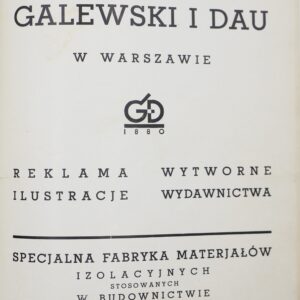 GALEWSKI I DAU
W WARSZAWIE
GD
1880
REKLAMA WYTWORNE
ILUSTRACJE WYDAWNICTWA
SPECJALNA FABRYKA MATERJAŁÓW
IZOLACYJNYCH
STOSOWANYCH
W BUDOWNICTWIE